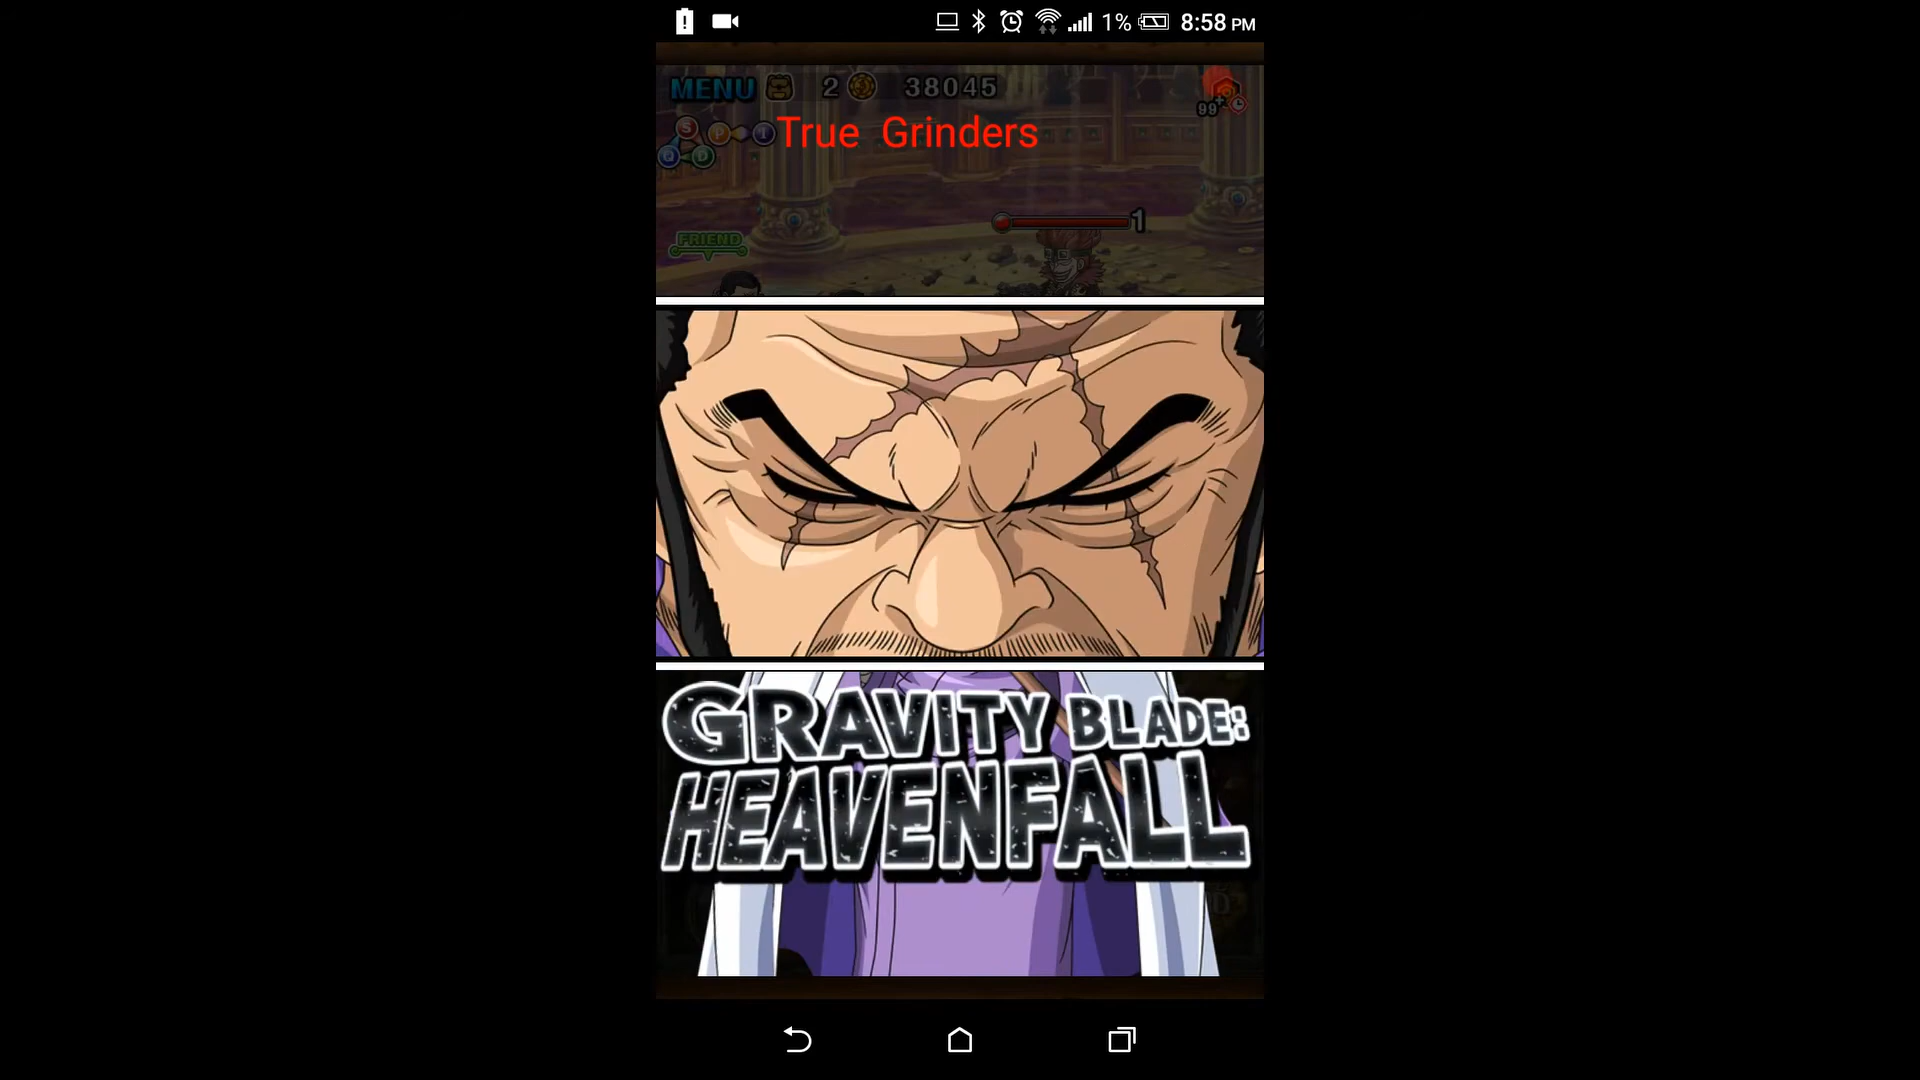 1% 8:58 PM
MENU 2 38045
99+
S P I
Q D
True Grinders
1
FRIEND
GRAVITY BLADE:
HEAVENFALL